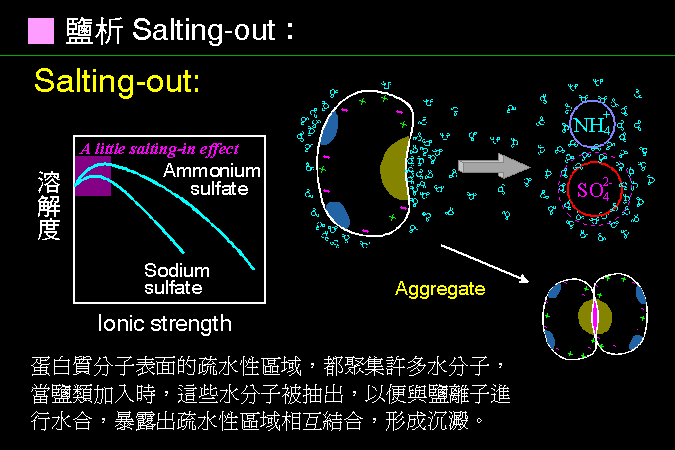 鹽析 Salting-out：
Salting-out:
A little salting-in effect
Ammonium
sulfate
溶解度
Sodium
sulfate
Ionic strength
NH4+
SO42-
Aggregate
蛋白質分子表面的疏水性區域，都聚集許多水分子，
當鹽類加入時，這些水分子被抽出，以便與鹽離子進
行水合，暴露出疏水性區域相互結合，形成沉澱。